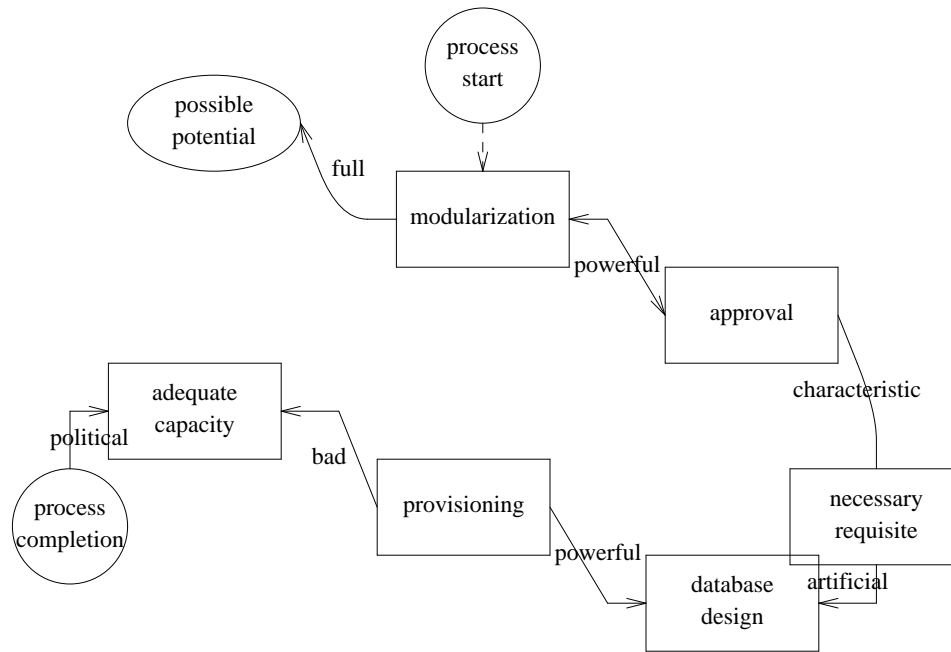 process
start
possible
potential
full
modularization
powerful
approval
characteristic
adequate
capacity
political
bad
process
completion
provisioning
necessary
requisite
powerful
artificial
database
design